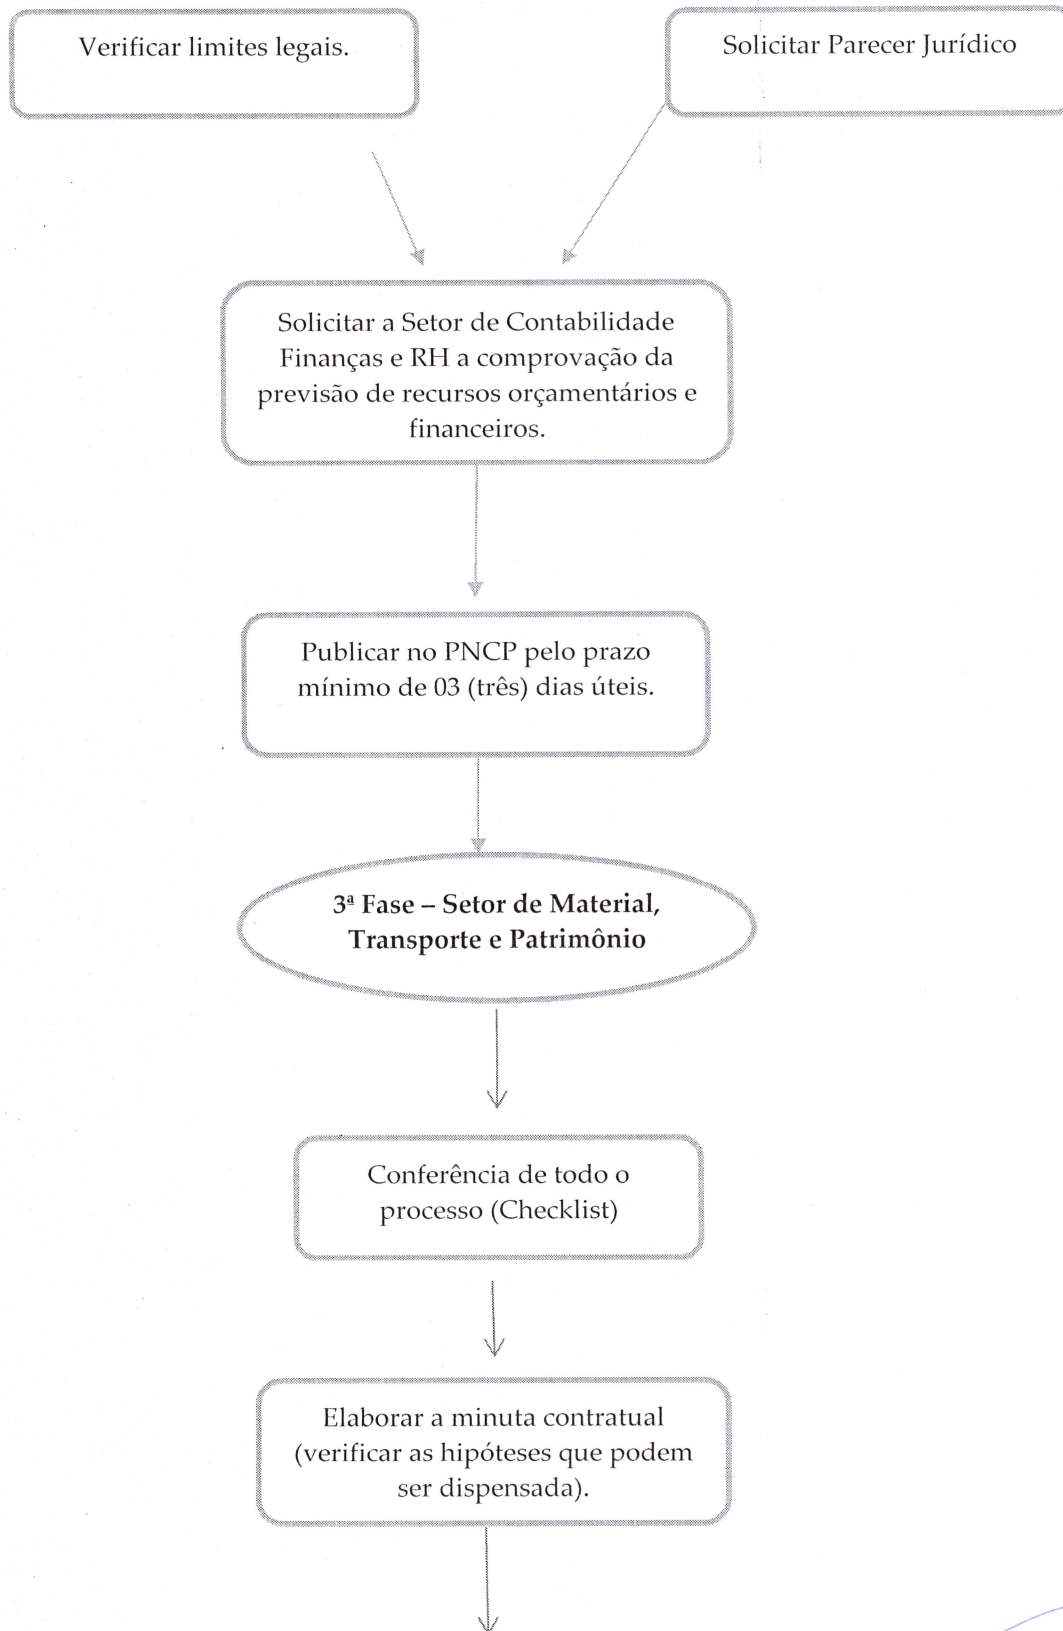 Verificar limites legais.
Solicitar Parecer Jurídico
Solicitar a Setor de Contabilidade
Finanças e RH a comprovação da
previsão de recursos orçamentários e
financeiros.
Publicar no PNCP pelo prazo
mínimo de 03 (três) dias úteis.
3ª Fase – Setor de Material,
Transporte e Patrimônio
Conferência de todo o
processo (Checklist)
Elaborar a minuta contratual
(verificar as hipóteses que podem
ser dispensada).